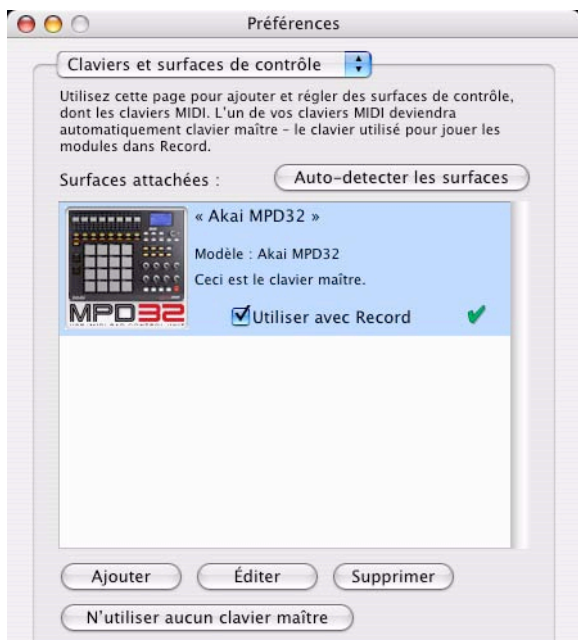 Préférences
Claviers et surfaces de contrôle
Utilisez cette page pour ajouter et régler des surfaces de contrôle,
dont les claviers MIDI. L'un de vos claviers MIDI deviendra
automatiquement clavier maître – le clavier utilisé pour jouer les
modules dans Record.
Surfaces attachées :
Auto-detecter les surfaces
« Akai MPD32 »
Modèle : Akai MPD32
Ceci est le clavier maître.
MPD32
Utiliser avec Record
Ajouter
Éditer
Supprimer
N'utiliser aucun clavier maître